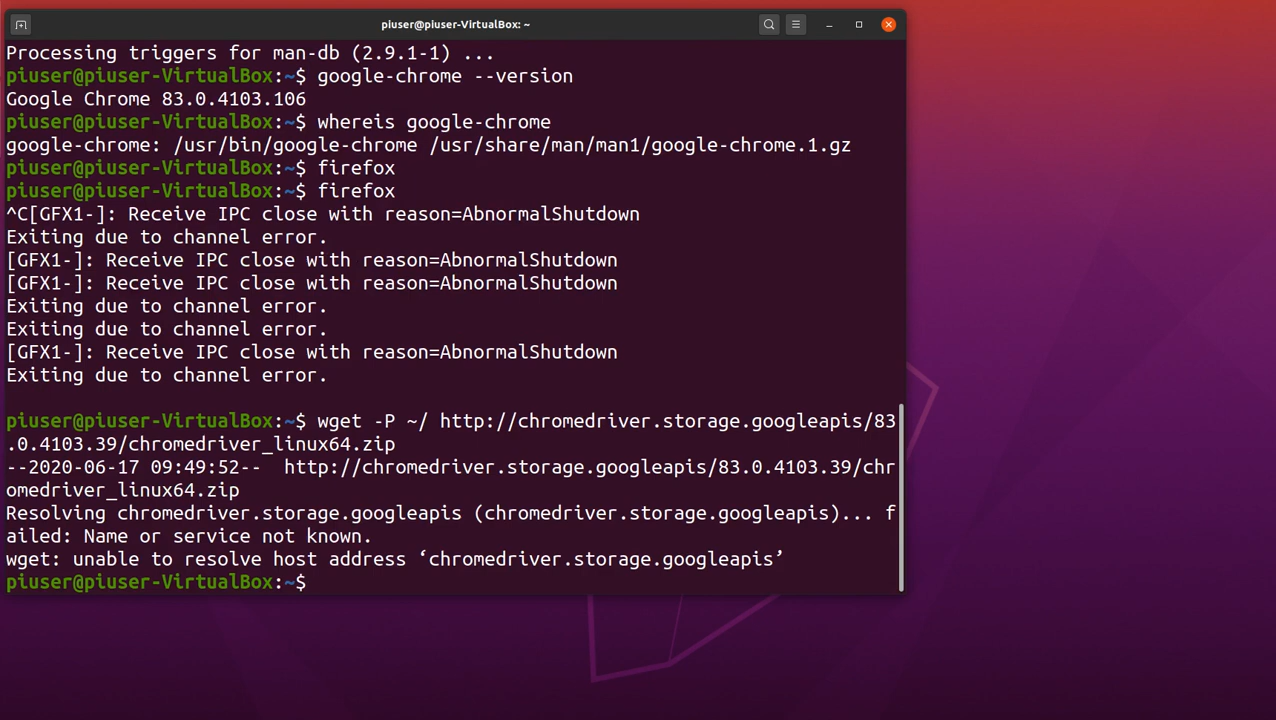 piuser@piuser-VirtualBox: ~
Processing triggers for man-db (2.9.1-1) ...
piuser@piuser-VirtualBox:~$ google-chrome --version
Google Chrome 83.0.4103.106
piuser@piuser-VirtualBox:~$ whereis google-chrome
google-chrome: /usr/bin/google-chrome /usr/share/man/man1/google-chrome.1.gz
piuser@piuser-VirtualBox:~$ firefox
piuser@piuser-VirtualBox:~$ firefox
^C[GFX1-]: Receive IPC close with reason=AbnormalShutdown
Exiting due to channel error.
[GFX1-]: Receive IPC close with reason=AbnormalShutdown
[GFX1-]: Receive IPC close with reason=AbnormalShutdown
Exiting due to channel error.
Exiting due to channel error.
[GFX1-]: Receive IPC close with reason=AbnormalShutdown
Exiting due to channel error.
piuser@piuser-VirtualBox:~$ wget -P ~/ http://chromedriver.storage.googleapis/83
.0.4103.39/chromedriver_linux64.zip
--2020-06-17 09:49:52--  http://chromedriver.storage.googleapis/83.0.4103.39/chr
omedriver_linux64.zip
Resolving chromedriver.storage.googleapis (chromedriver.storage.googleapis)... f
ailed: Name or service not known.
wget: unable to resolve host address ‘chromedriver.storage.googleapis’
piuser@piuser-VirtualBox:~$